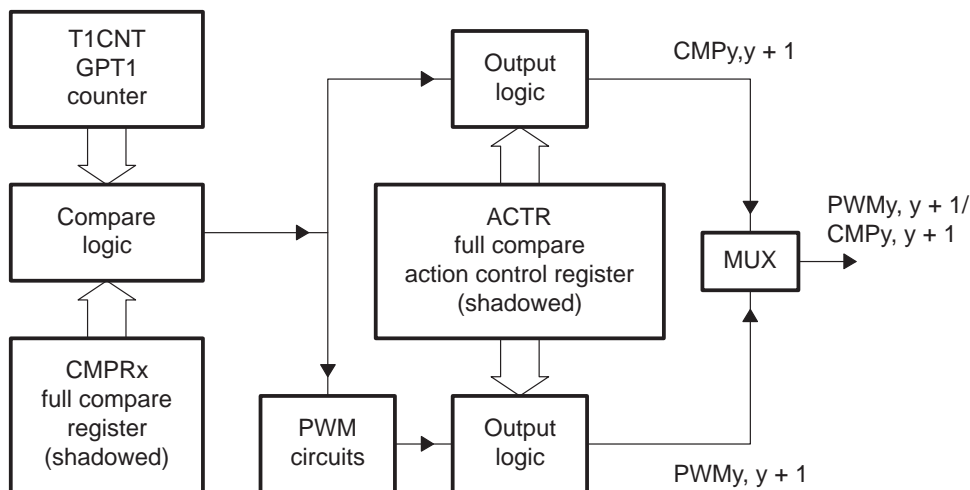 T1CNT
GPT1
counter
Compare
logic
CMPRx
full compare
register
(shadowed)
PWM
circuits
Output
logic
ACTR
full compare
action control register
(shadowed)
Output
logic
CMPy,y + 1
MUX
PWMy, y + 1/
CMPy, y + 1
PWMy, y + 1